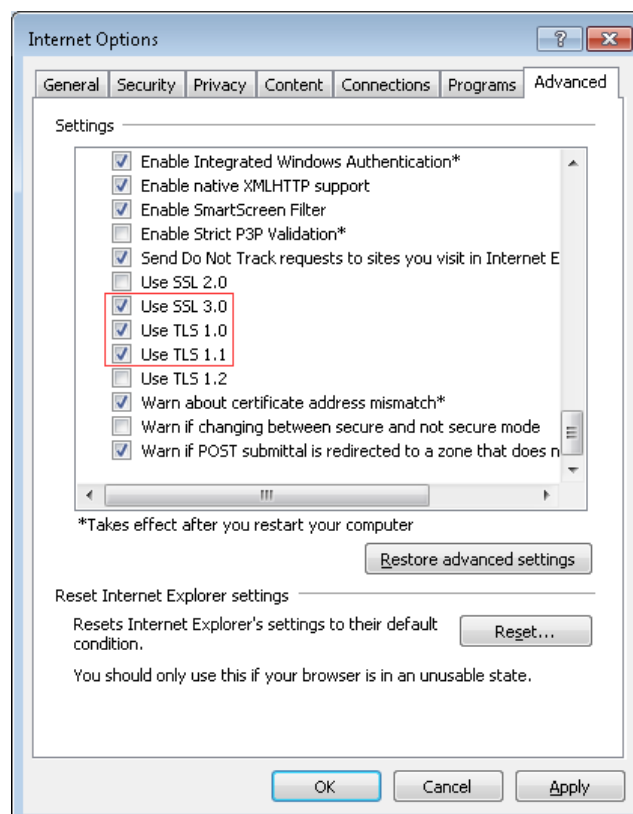 Internet Options
General Security Privacy Content Connections Programs Advanced
Settings
Enable Integrated Windows Authentication*
Enable native XMLHTTP support
Enable SmartScreen Filter
Enable Strict P3P Validation*
Send Do Not Track requests to sites you visit in Internet E
Use SSL 2.0
Use SSL 3.0
Use TLS 1.0
Use TLS 1.1
Use TLS 1.2
Warn about certificate address mismatch*
Warn if changing between secure and not secure mode
Warn if POST submittal is redirected to a zone that does n
*Takes effect after you restart your computer
Restore advanced settings
Reset Internet Explorer settings
Resets Internet Explorer's settings to their default
condition.
Reset...
You should only use this if your browser is in an unusable state.
OK Cancel Apply